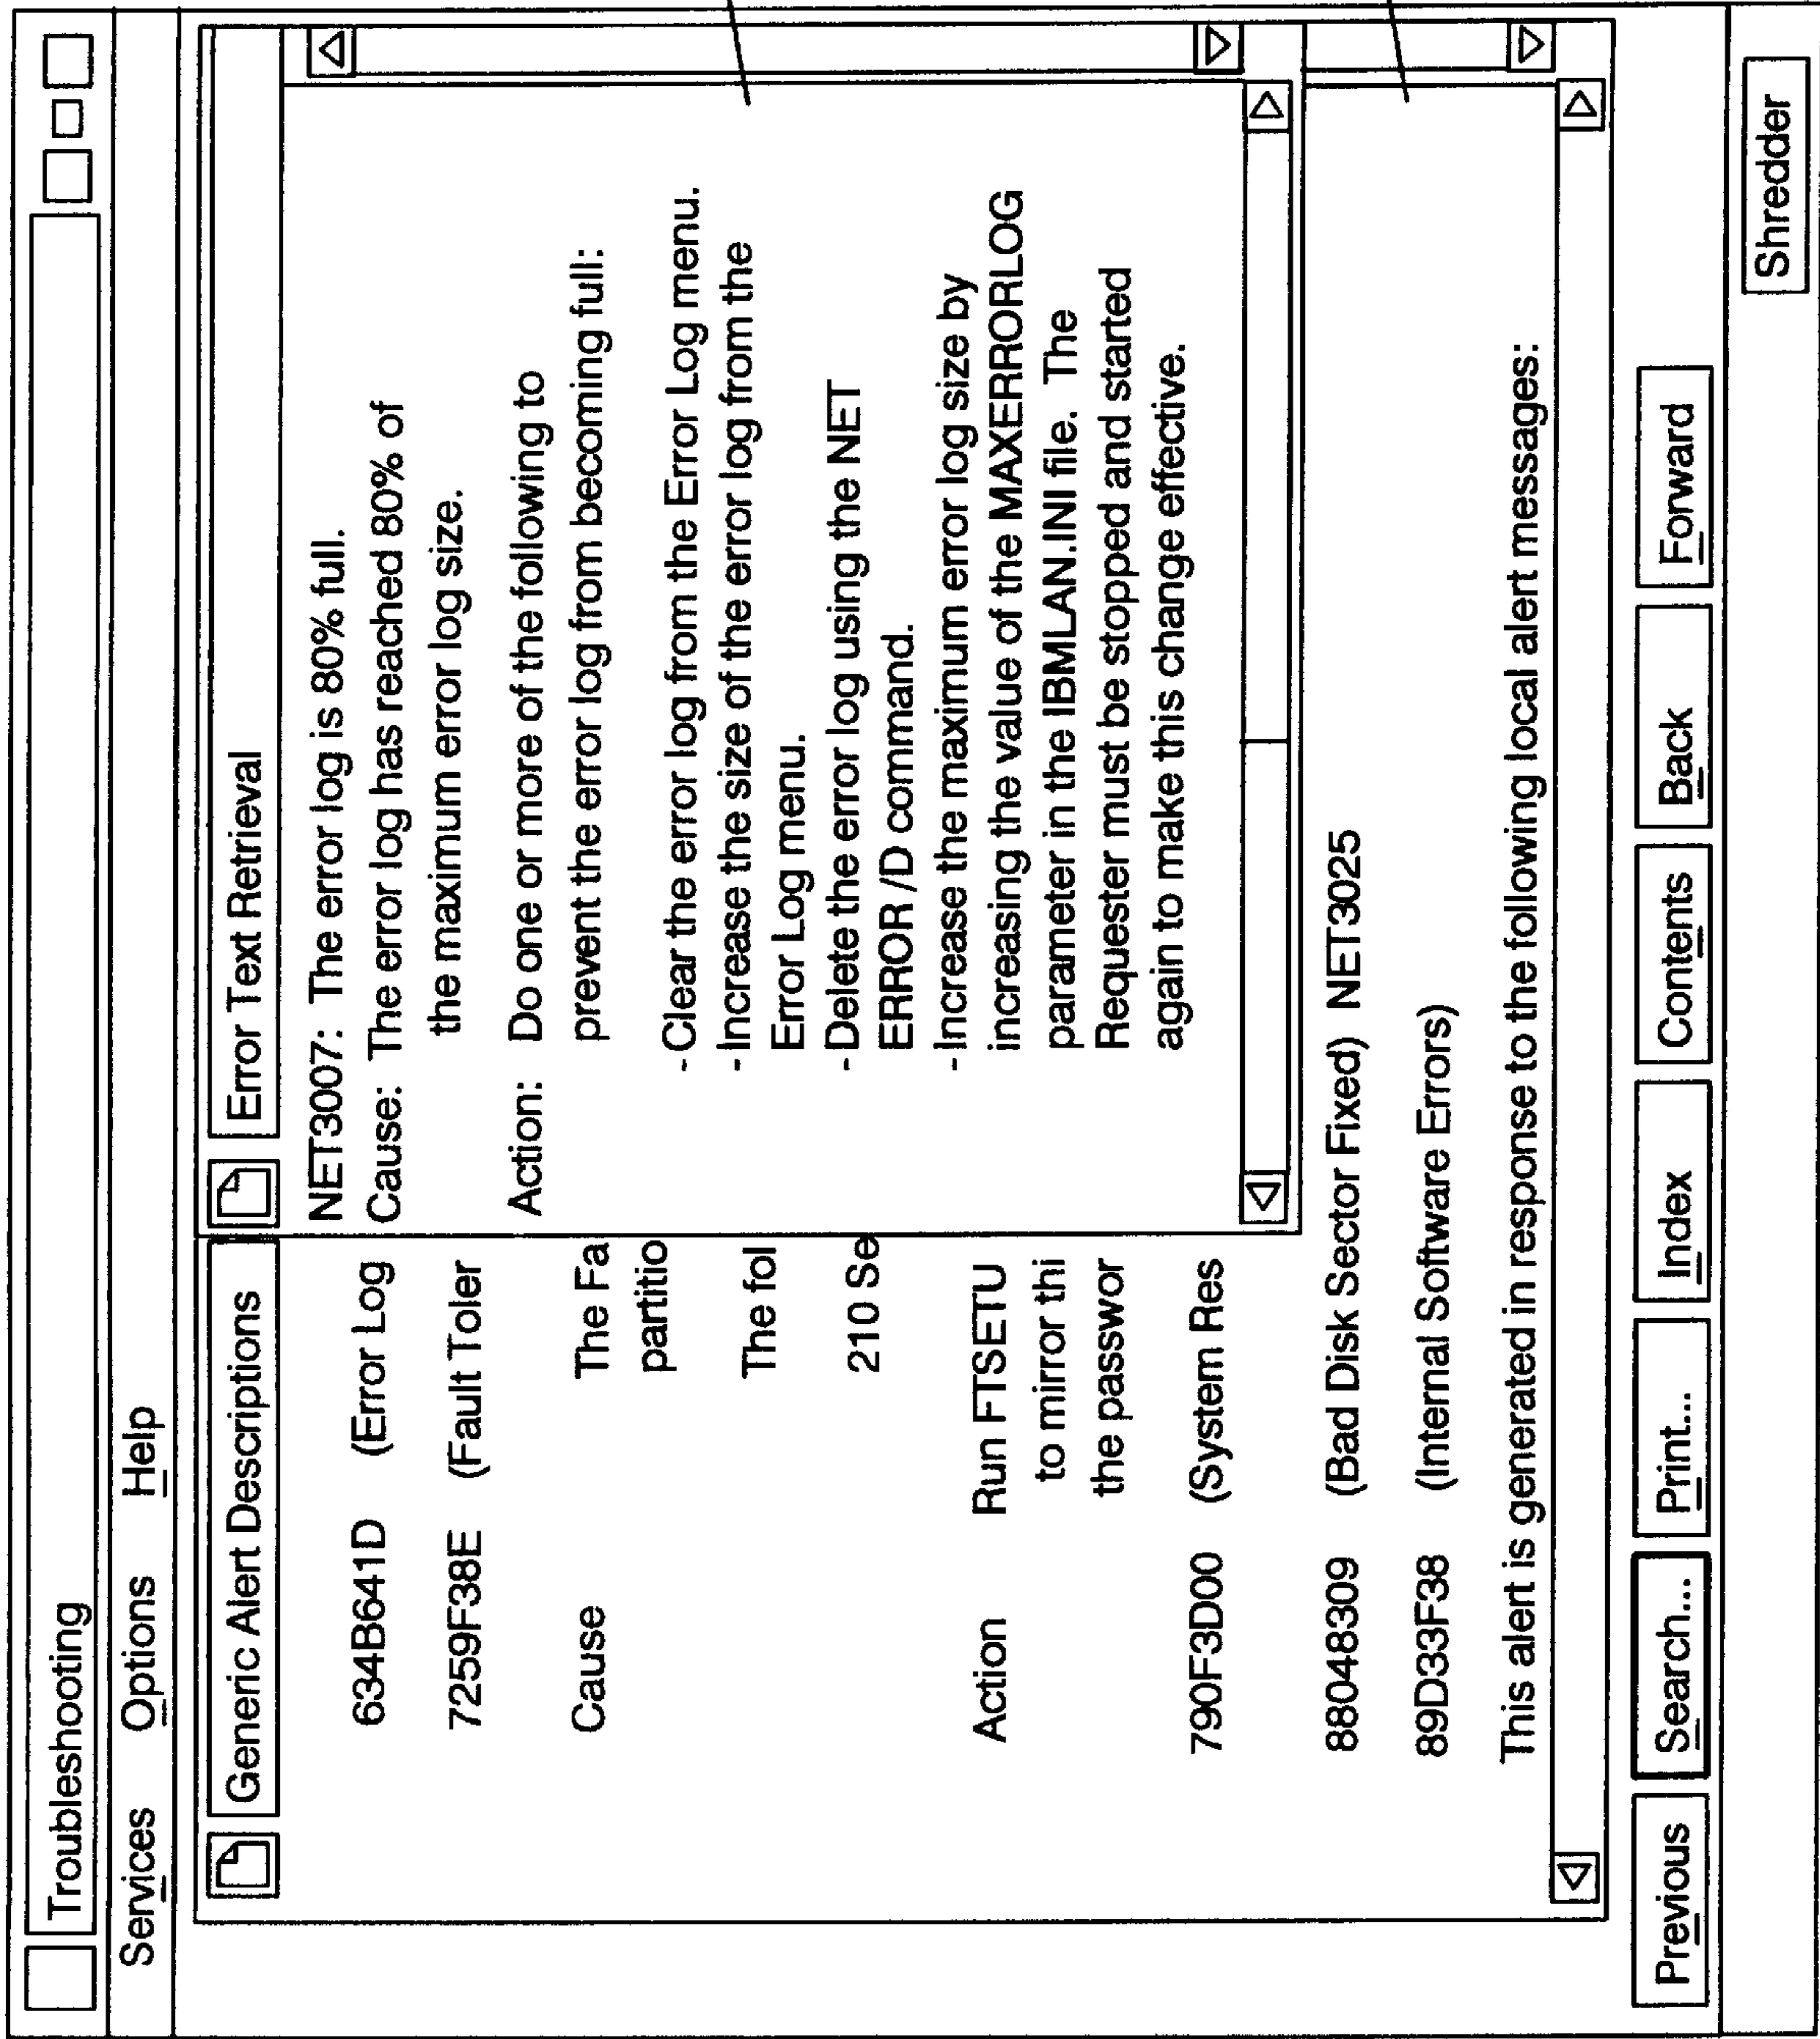 Troubleshooting
Services Options Help
Generic Alert Descriptions
634B641D (Error Log
7259F38E (Fault Toler
Cause The Fa
partitio
The fol
210 Se
Action Run FTSETU
to mirror thi
the passwor
790F3D00 (System Res
88048309 (Bad Disk Sector Fixed) NET3025
89D33F38 (Internal Software Errors)
This alert is generated in response to the following local alert messages:
Error Text Retrieval
NET3007: The error log is 80% full.
Cause: The error log has reached 80% of
the maximum error log size.
Action: Do one or more of the following to
prevent the error log from becoming full:
- Clear the error log from the Error Log menu.
- Increase the size of the error log from the
Error Log menu.
- Delete the error log using the NET
ERROR /D command.
- Increase the maximum error log size by
increasing the value of the MAXERRORLOG
parameter in the IBMLAN.INI file. The
Requester must be stopped and started
again to make this change effective.
Previous Search... Print... Index Contents Back Forward
Shredder